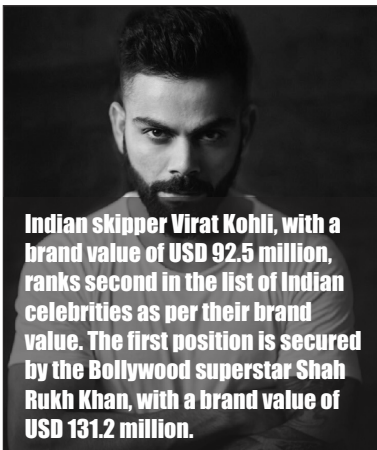 Indian skipper Virat Kohli, with a
brand value of USD 92.5 million,
ranks second in the list of Indian
celebrities as per their brand
value. The first position is secured
by the Bollywood superstar Shah
Rukh Khan, with a brand value of
USD 131.2 million.